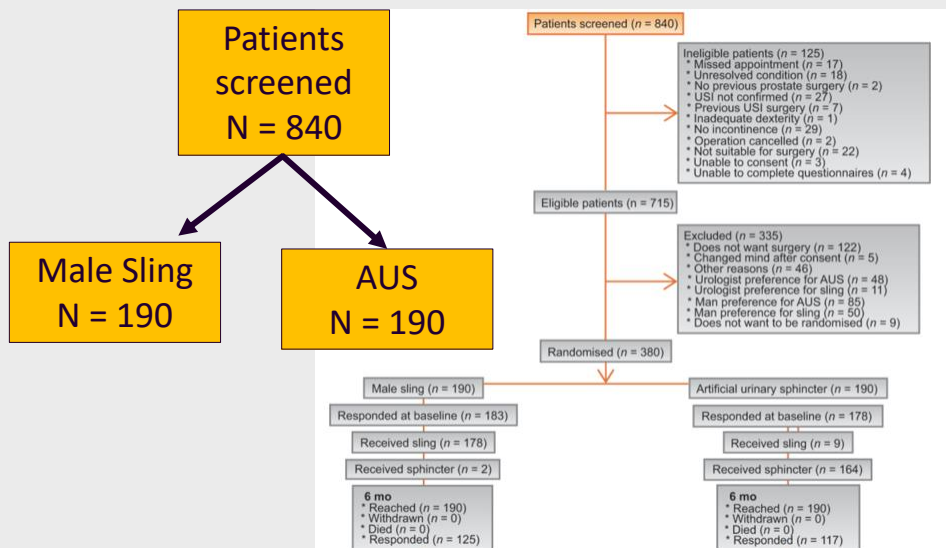 Patients
screened
N = 840
Male Sling
N = 190
AUS
N = 190
Patients screened (n = 840)
Ineligible patients (n = 125)
* Missed appointment (n = 17)
* Unresolved condition (n = 18)
* No previous prostate surgery (n = 2)
* USI not confirmed (n = 27)
* Previous USI surgery (n = 7)
* Inadequate dexterity (n = 1)
* No incontinence (n = 29)
* Operation cancelled (n = 2)
* Not suitable for surgery (n = 22)
* Unable to consent (n = 3)
* Unable to complete questionnaires (n = 4)
Eligible patients (n = 715)
Excluded (n = 335)
* Does not want surgery (n = 122)
* Changed mind after consent (n = 5)
* Other reasons (n = 46)
* Urologist preference for AUS (n = 48)
* Urologist preference for sling (n = 11)
* Man preference for AUS (n = 85)
* Man preference for sling (n = 50)
* Does not want to be randomised (n = 9)
Randomised (n = 380)
Male sling (n = 190)
Responded at baseline (n = 183)
Received sling (n = 178)
Received sphincter (n = 2)
6 mo
* Reached (n = 190)
* Withdrawn (n = 0)
* Died (n = 0)
* Responded (n = 125)
Artificial urinary sphincter (n = 190)
Responded at baseline (n = 178)
Received sling (n = 9)
Received sphincter (n = 164)
6 mo
* Reached (n = 190)
* Withdrawn (n = 0)
* Died (n = 0)
* Responded (n = 117)